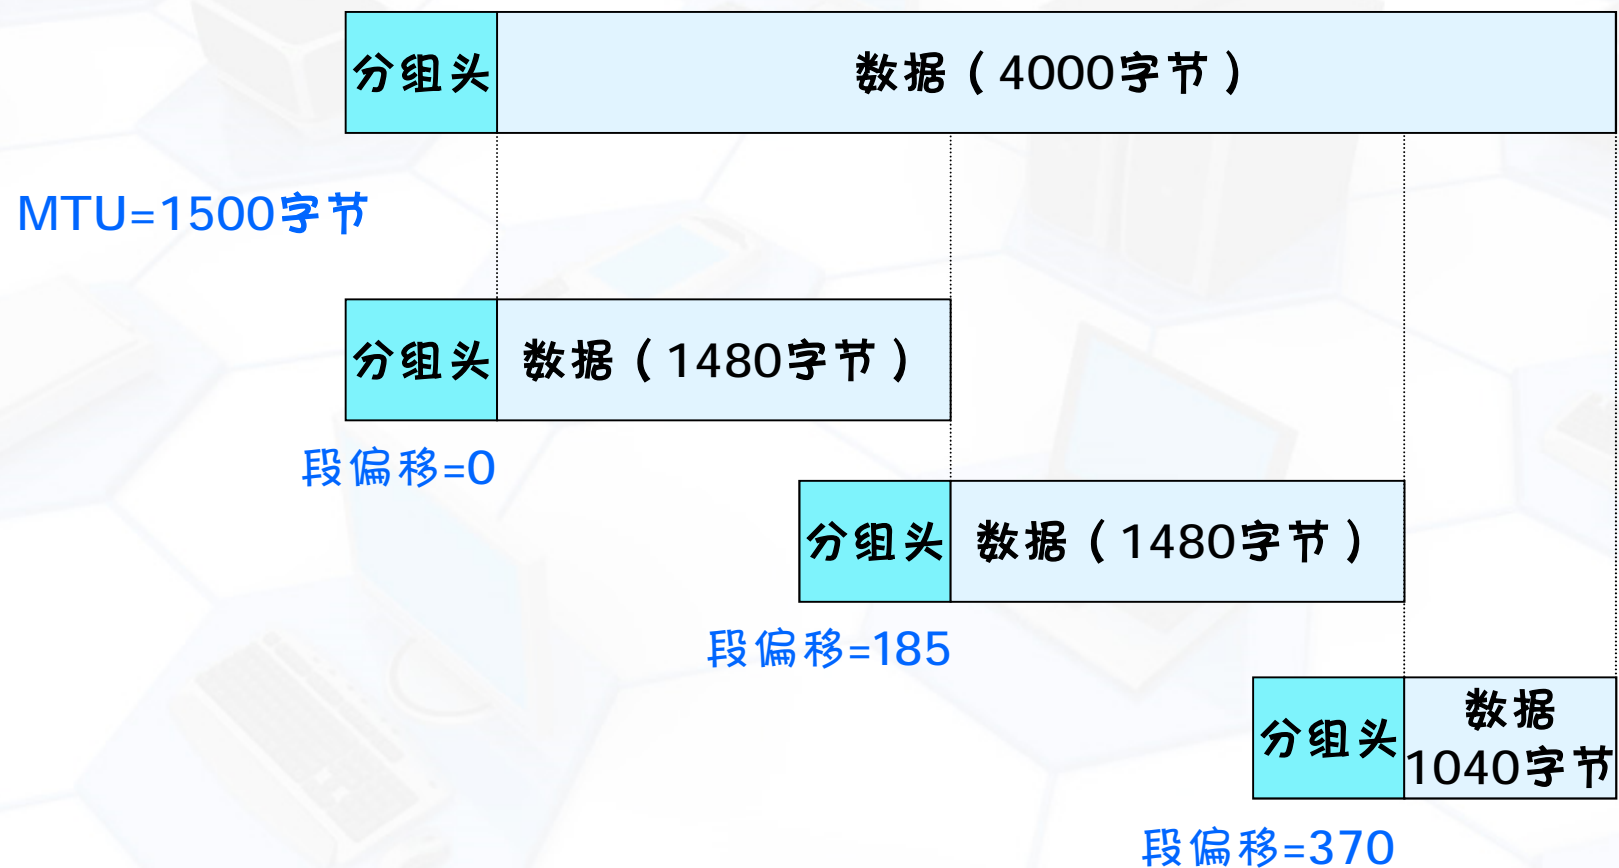 分组头 数据（4000字节）
MTU=1500字节
分组头 数据（1480字节）
段偏移=0
分组头 数据（1480字节）
段偏移=185
分组头 数据
1040字节
段偏移=370